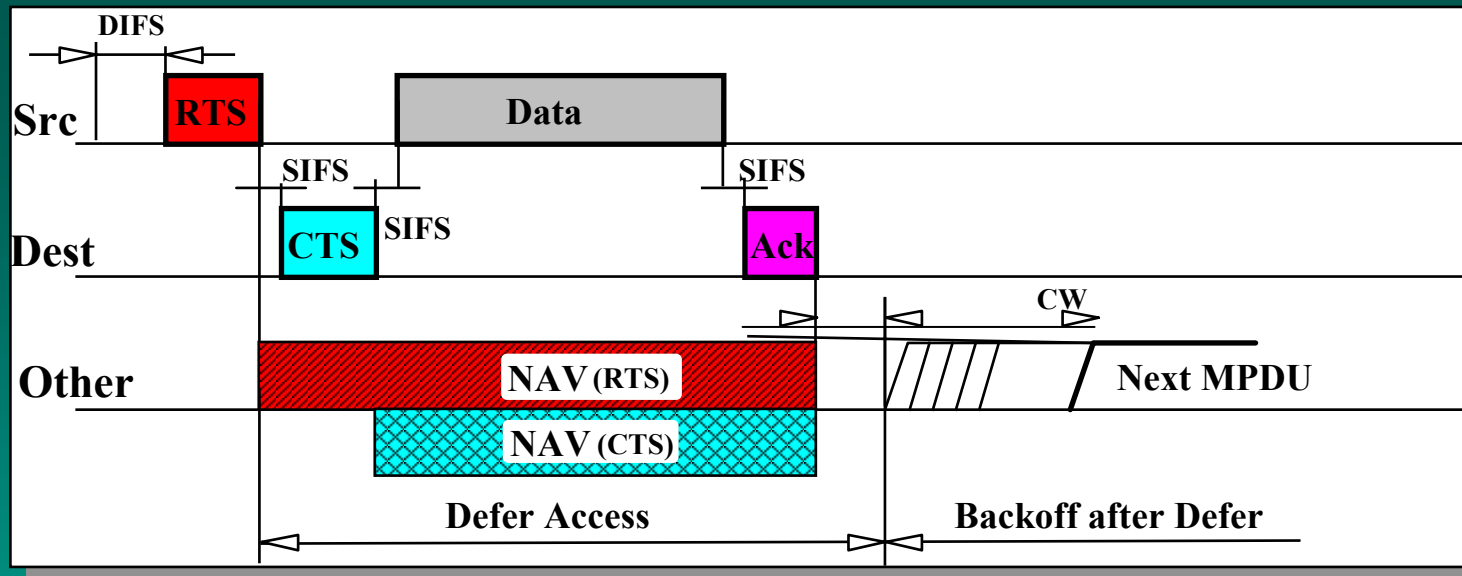 DIFS
Src
RTS
Data
SIFS
SIFS
Dest
CTS
SIFS
Ack
CW
Other
NAV (RTS)
Next MPDU
NAV (CTS)
Defer Access
Backoff after Defer